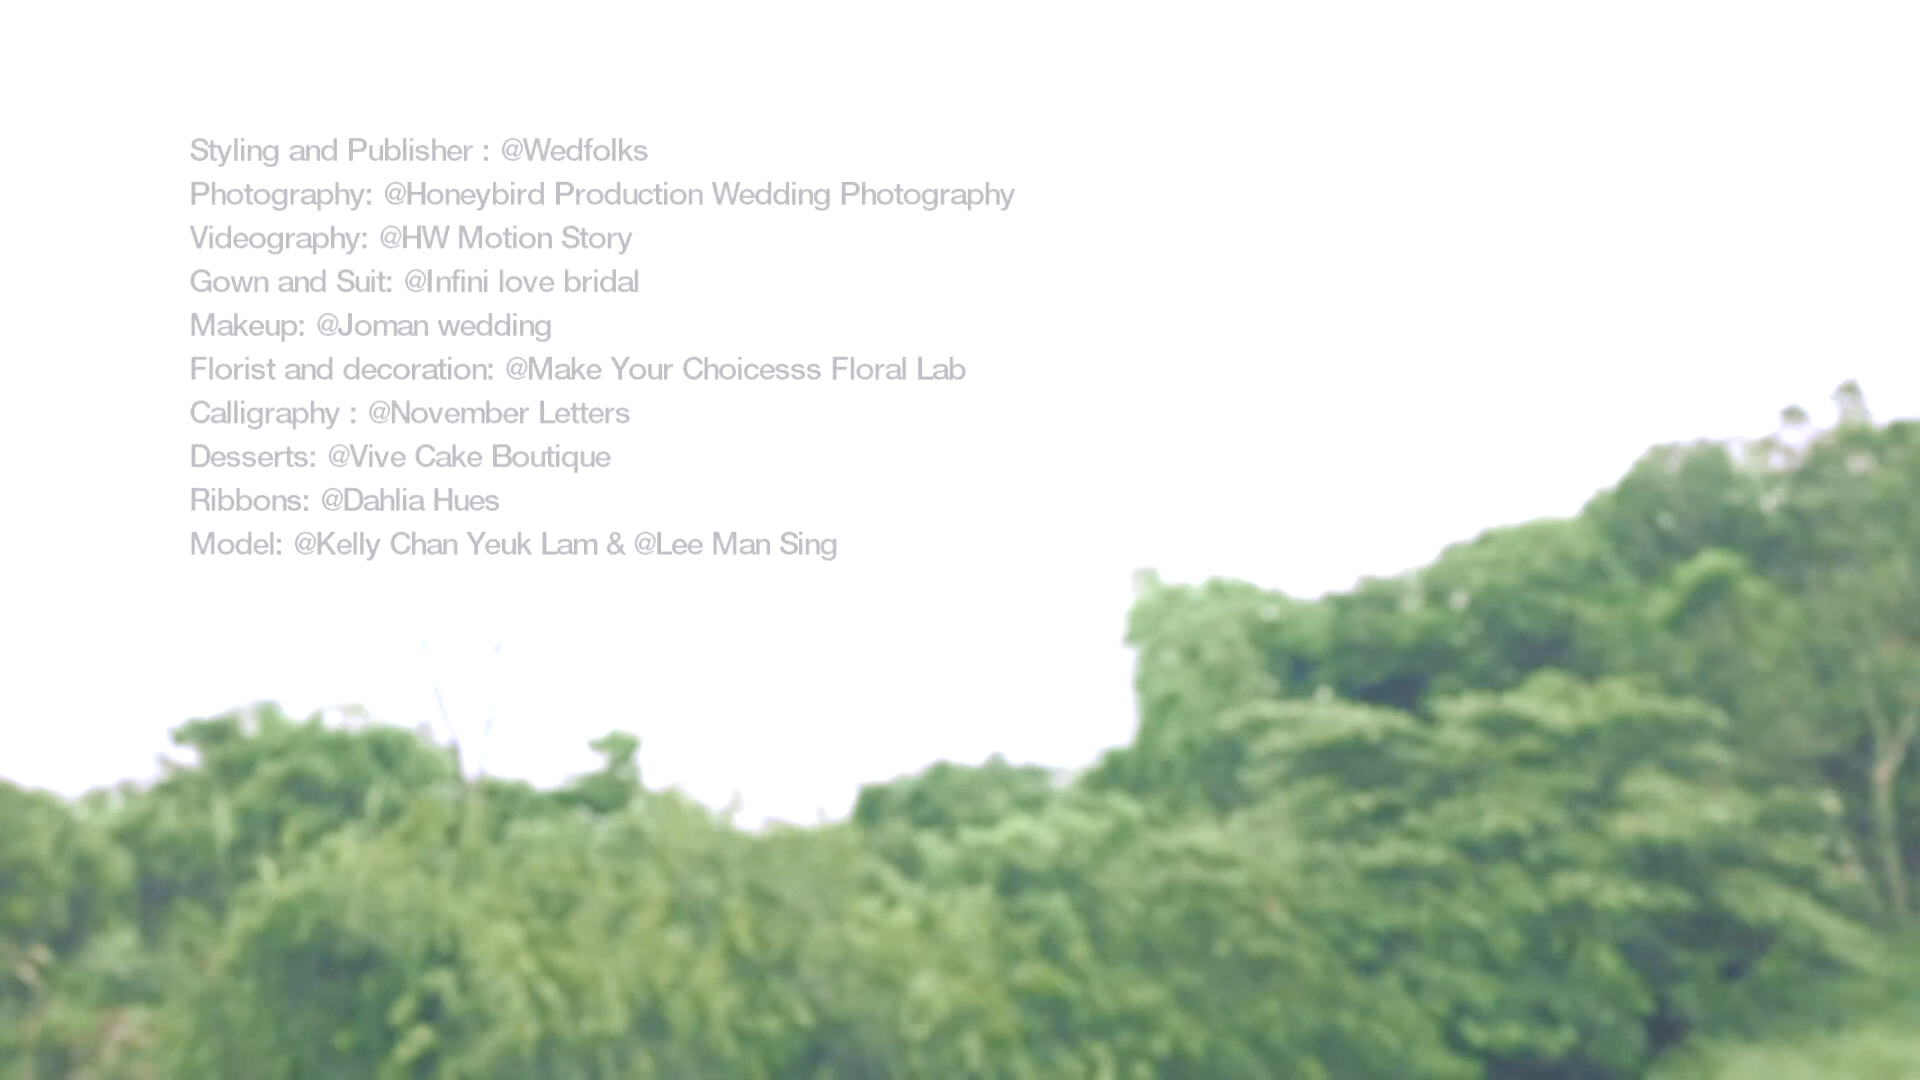 Styling and Publisher : @Wedfolks
Photography: @Honeybird Production Wedding Photography
Videography: @HW Motion Story
Gown and Suit: @Infini love bridal
Makeup: @Joman wedding
Florist and decoration: @Make Your Choicesss Floral Lab
Calligraphy : @November Letters
Desserts: @Vive Cake Boutique
Ribbons: @Dahlia Hues
Model: @Kelly Chan Yeuk Lam & @Lee Man Sing